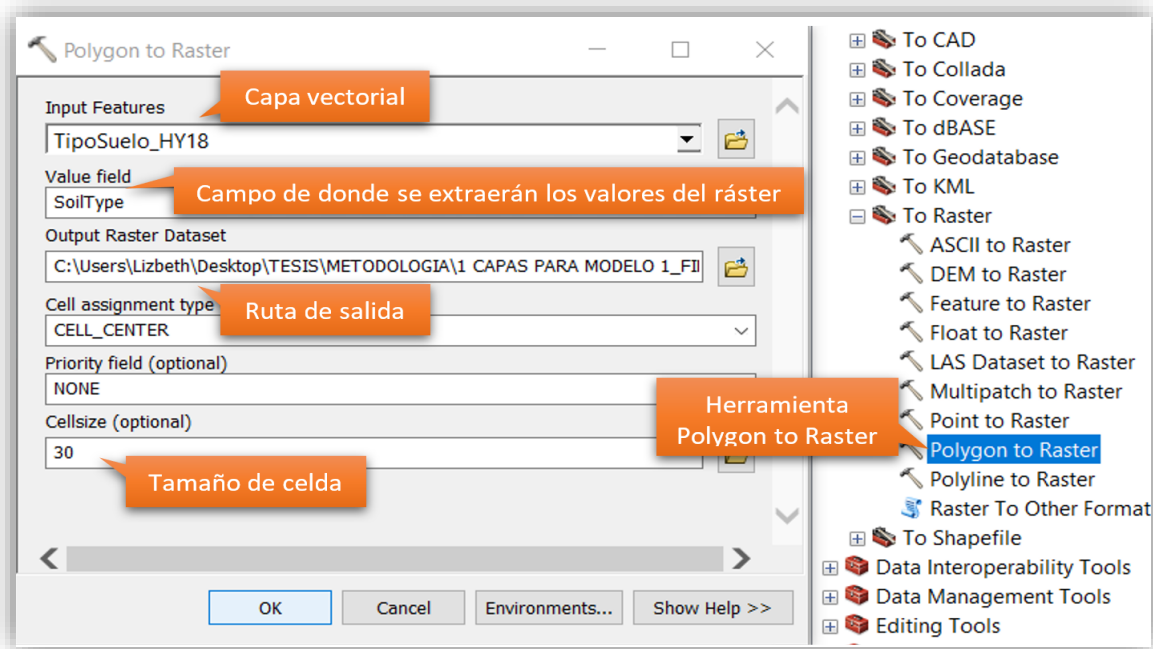 Polygon to Raster
Input Features
Capa vectorial
TipoSuelo_HY18
Value field
Campo de donde se extraerán los valores del ráster
SoilType
Output Raster Dataset
C:\Users\Lizbeth\Desktop\TESIS\METODOLOGIA\1 CAPAS PARA MODELO 1_FI
Ruta de salida
Cell assignment type
CELL_CENTER
Priority field (optional)
NONE
Cellsize (optional)
30
Tamaño de celda
OK
Cancel
Environments...
Show Help >>
To CAD
To Collada
To Coverage
To dBASE
To Geodatabase
To KML
To Raster
ASCII to Raster
DEM to Raster
Feature to Raster
Float to Raster
LAS Dataset to Raster
Multipatch to Raster
Point to Raster
Herramienta
Polygon to Raster
Polygon to Raster
Polyline to Raster
Raster To Other Format
To Shapefile
Data Interoperability Tools
Data Management Tools
Editing Tools